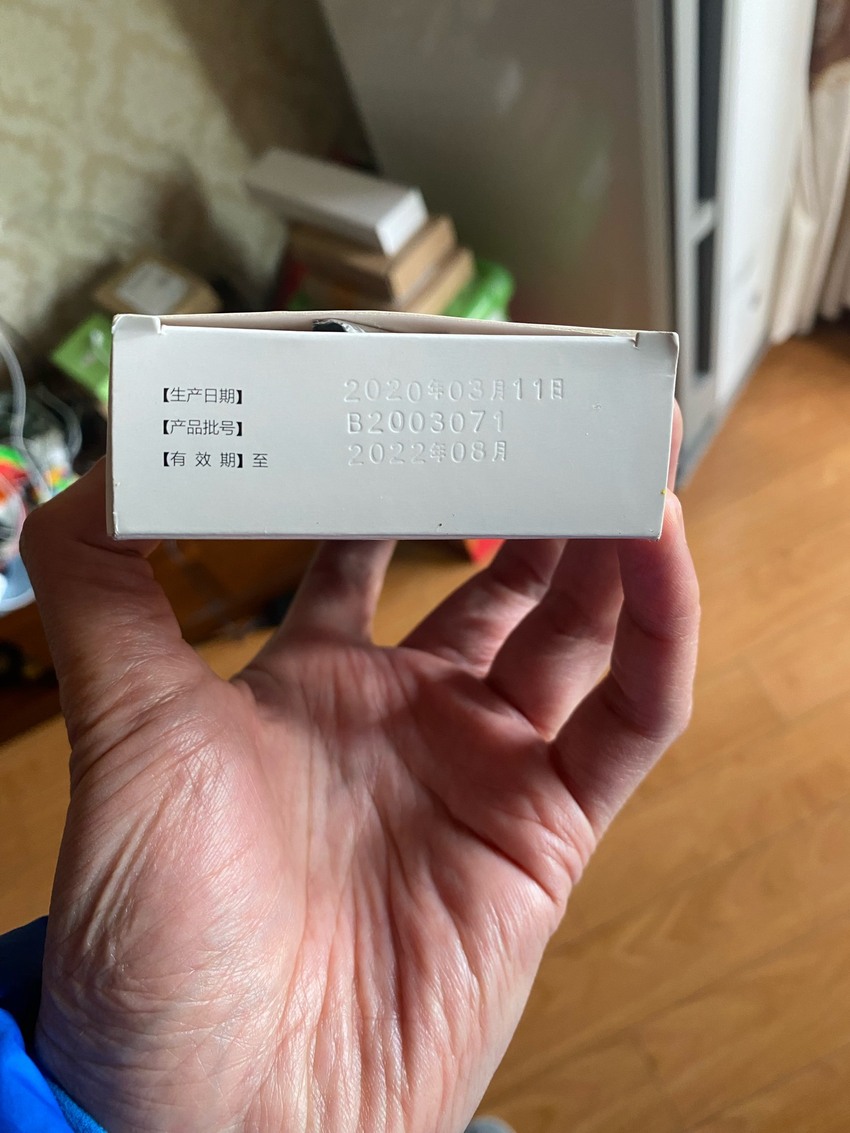 【生产日期】 2020年03月11日
【产品批号】 B2003071
【有 效 期】至 2022年08月